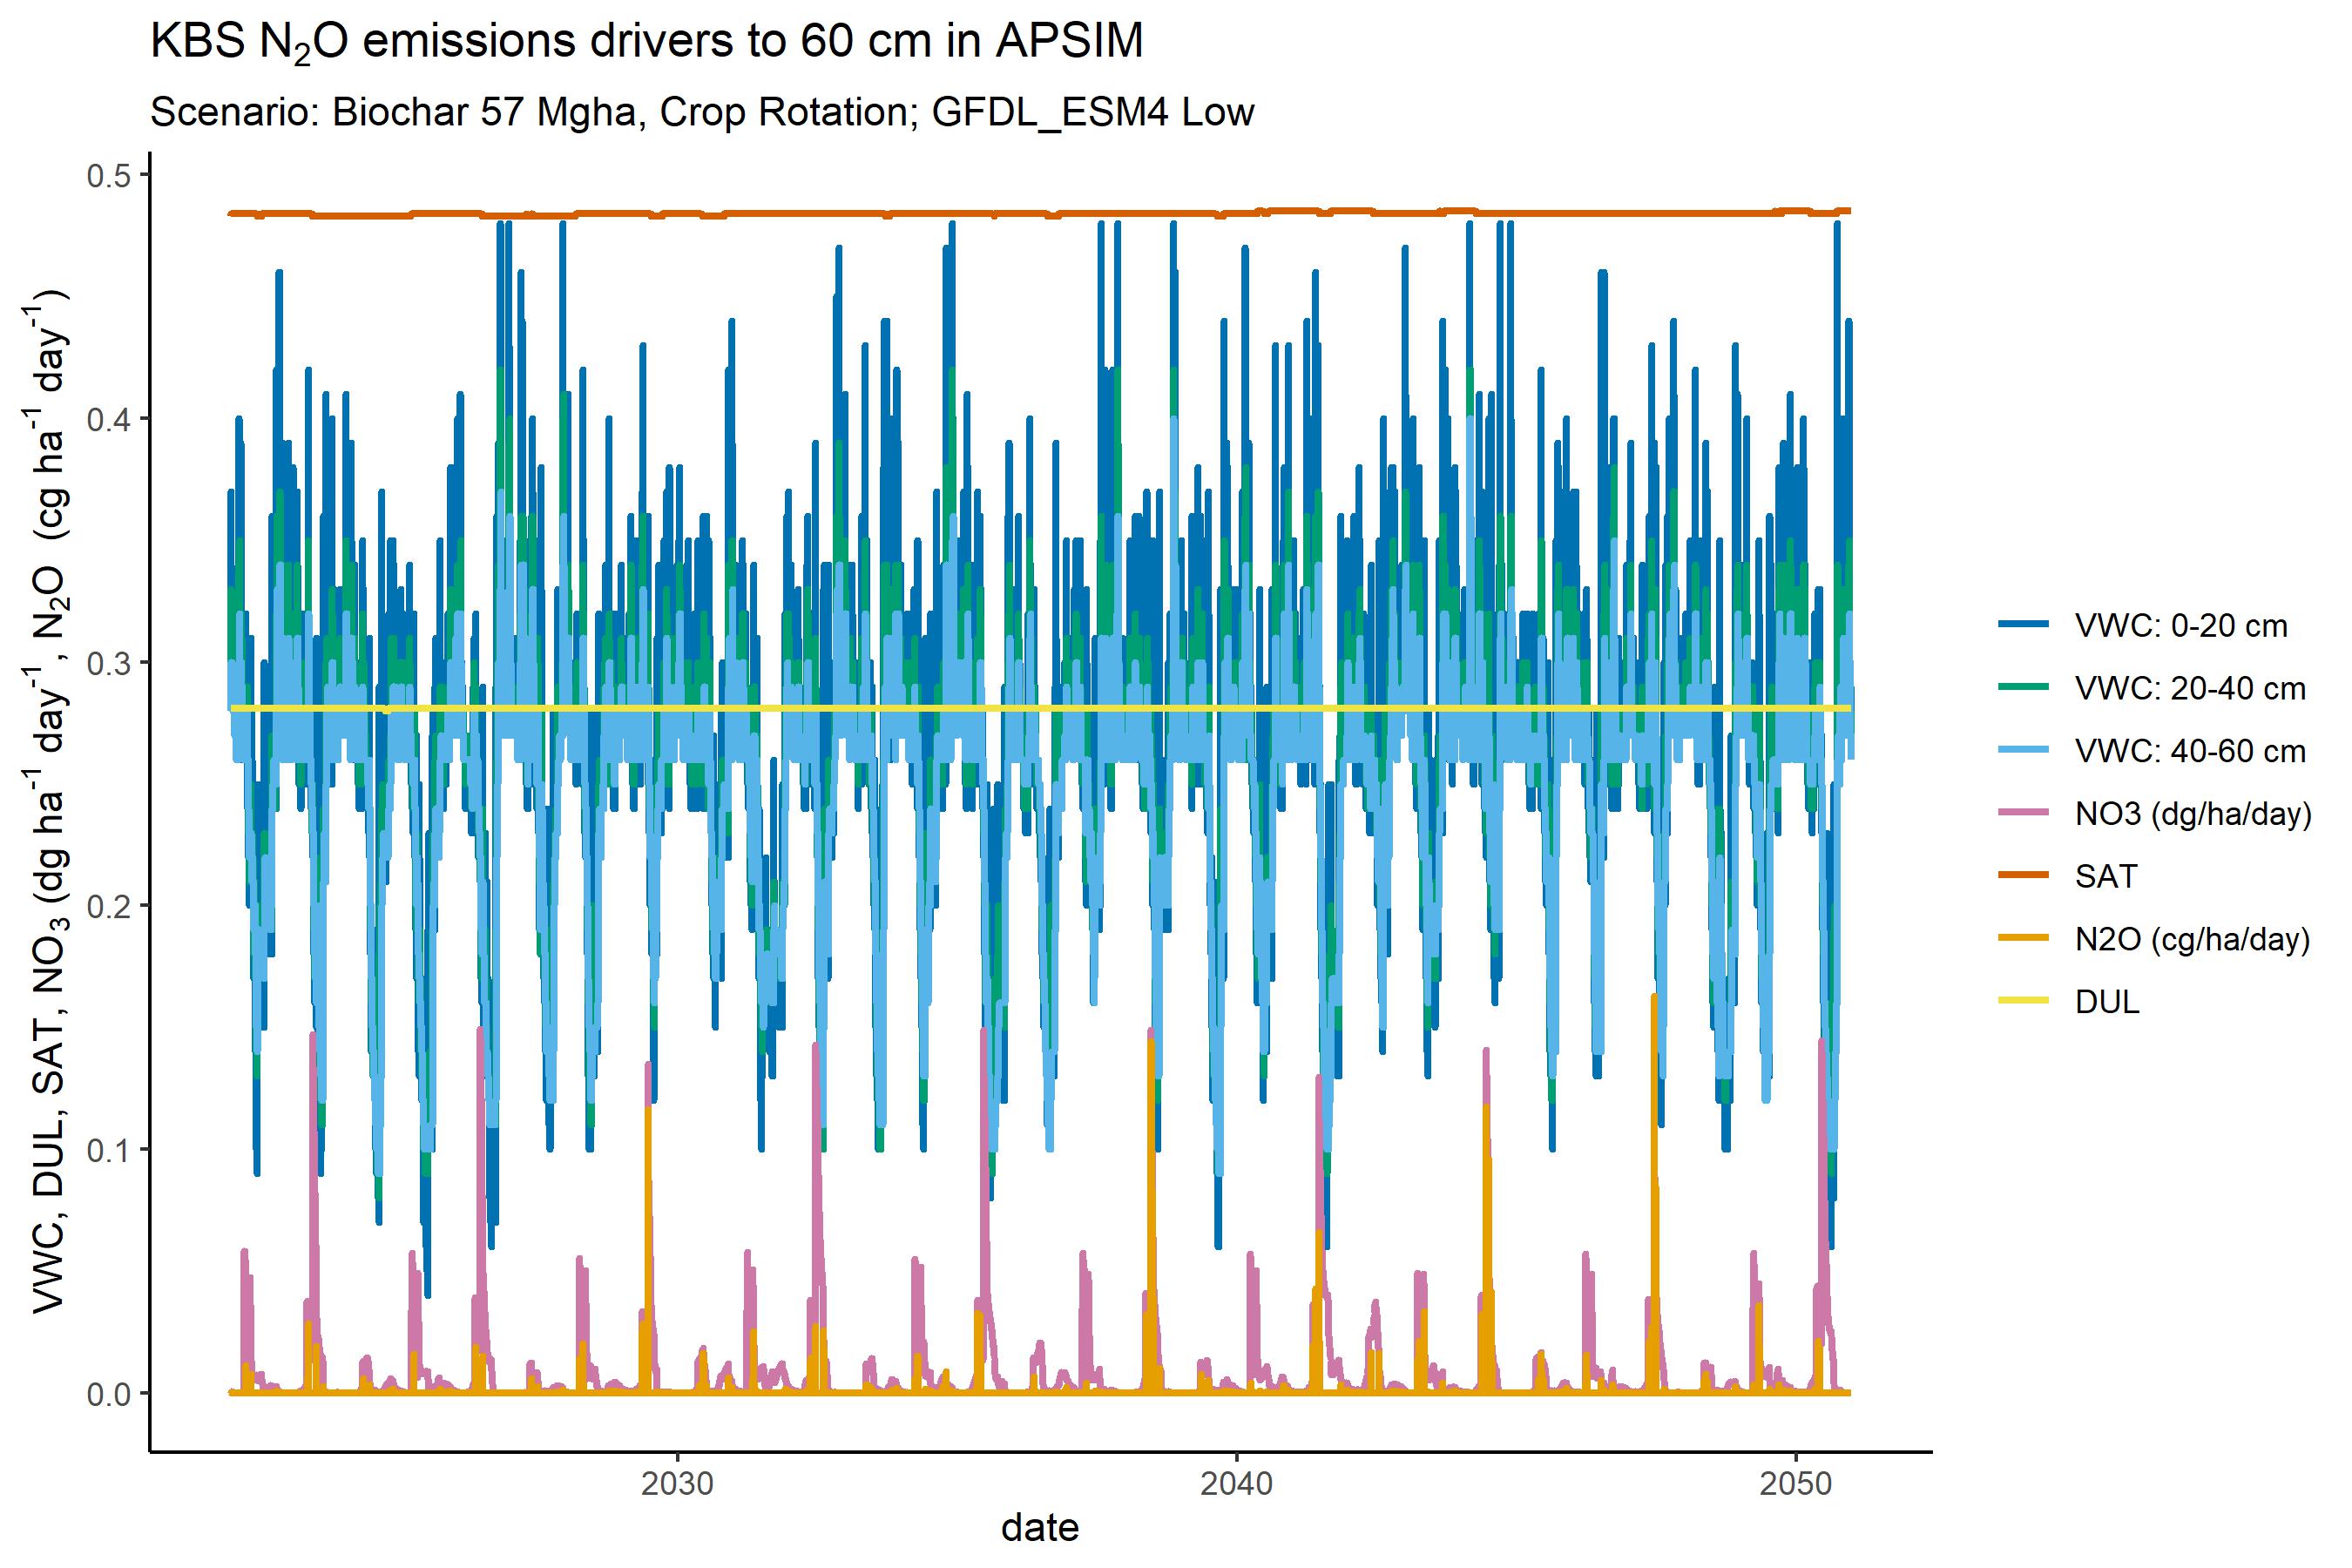 KBS N₂O emissions drivers to 60 cm in APSIM
Scenario: Biochar 57 Mgha, Crop Rotation; GFDL_ESM4 Low
VWC, DUL, SAT, NO₃ (dg ha⁻¹ day⁻¹, N₂O (cg ha⁻¹ day⁻¹)
0.5
0.4
0.3
0.2
0.1
0.0
2030
2040
2050
date
VWC: 0-20 cm
VWC: 20-40 cm
VWC: 40-60 cm
NO3 (dg/ha/day)
SAT
N2O (cg/ha/day)
DUL